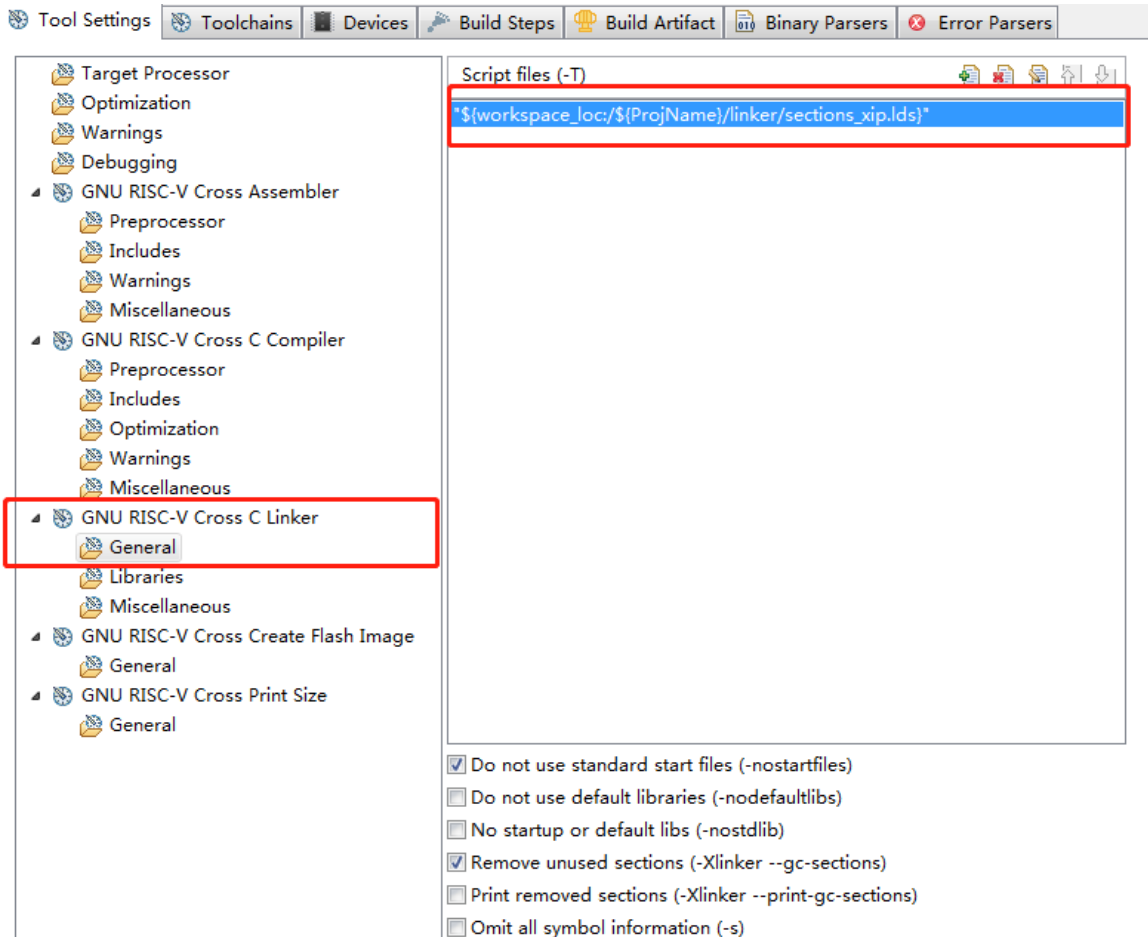 Tool Settings Toolchains Devices Build Steps Build Artifact Binary Parsers Error Parsers
Target Processor
Optimization
Warnings
Debugging
GNU RISC-V Cross Assembler
Preprocessor
Includes
Warnings
Miscellaneous
GNU RISC-V Cross C Compiler
Preprocessor
Includes
Optimization
Warnings
Miscellaneous
GNU RISC-V Cross C Linker
General
Libraries
Miscellaneous
GNU RISC-V Cross Create Flash Image
General
GNU RISC-V Cross Print Size
General
Script files (-T)
"${workspace_loc:/${ProjName}/linker/sections_xip.lds}"
Do not use standard start files (-nostartfiles)
Do not use default libraries (-nodefaultlibs)
No startup or default libs (-nostdlib)
Remove unused sections (-Xlinker --gc-sections)
Print removed sections (-Xlinker --print-gc-sections)
Omit all symbol information (-s)